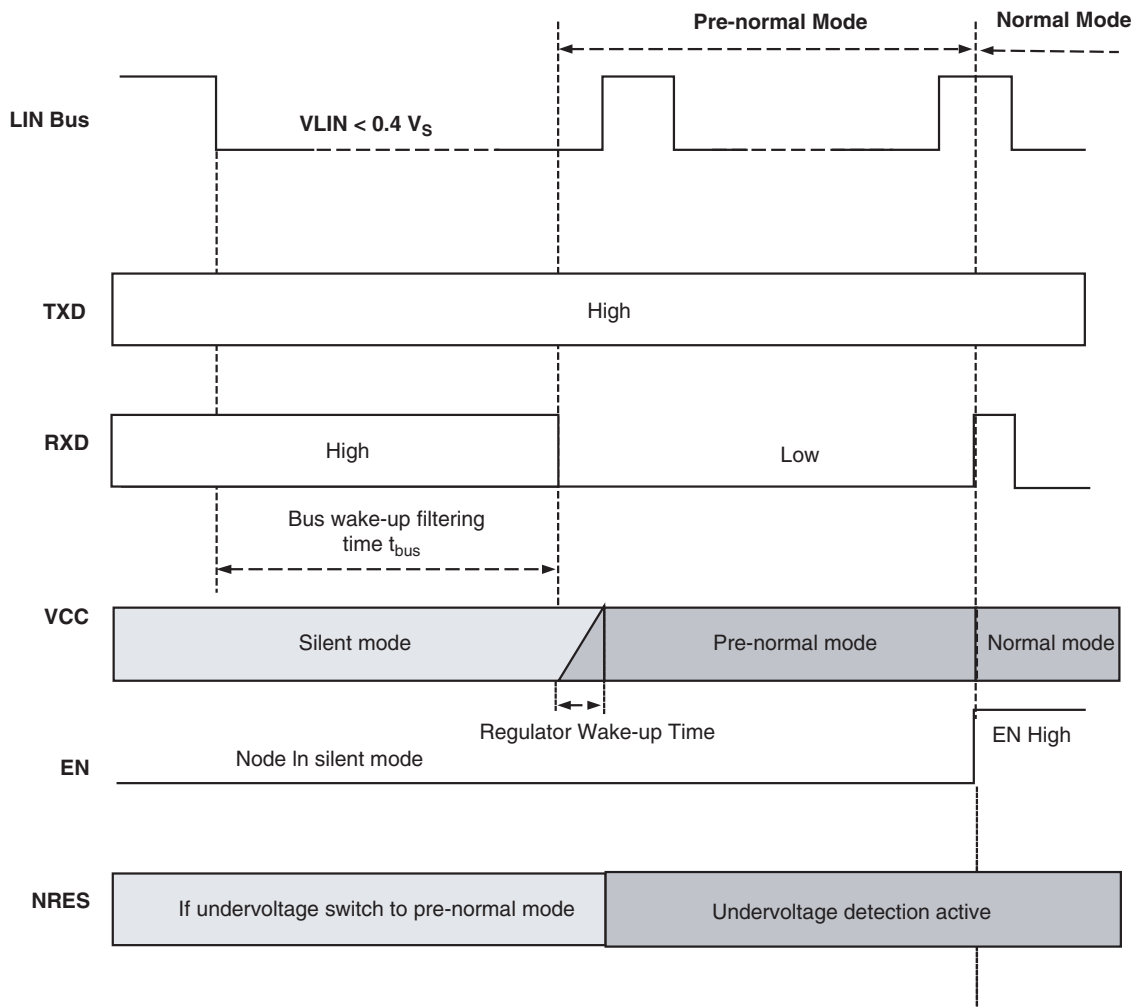 Pre-normal Mode
Normal Mode
LIN Bus
VLIN < 0.4 VS
TXD
High
RXD
High
Low
Bus wake-up filtering
time tbus
VCC
Silent mode
Pre-normal mode
Normal mode
Regulator Wake-up Time
EN High
Node In silent mode
EN
NRES
If undervoltage switch to pre-normal mode
Undervoltage detection active